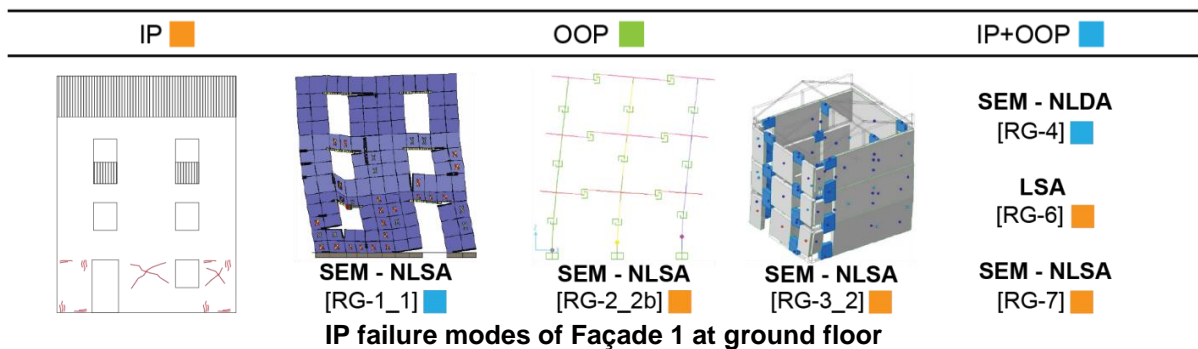 IP
OOP
IP+OOP
SEM - NLSA
[RG-1_1]
SEM - NLSA
[RG-2_2b]
SEM - NLSA
[RG-3_2]
SEM - NLDA
[RG-4]
LSA
[RG-6]
SEM - NLSA
[RG-7]
IP failure modes of Façade 1 at ground floor